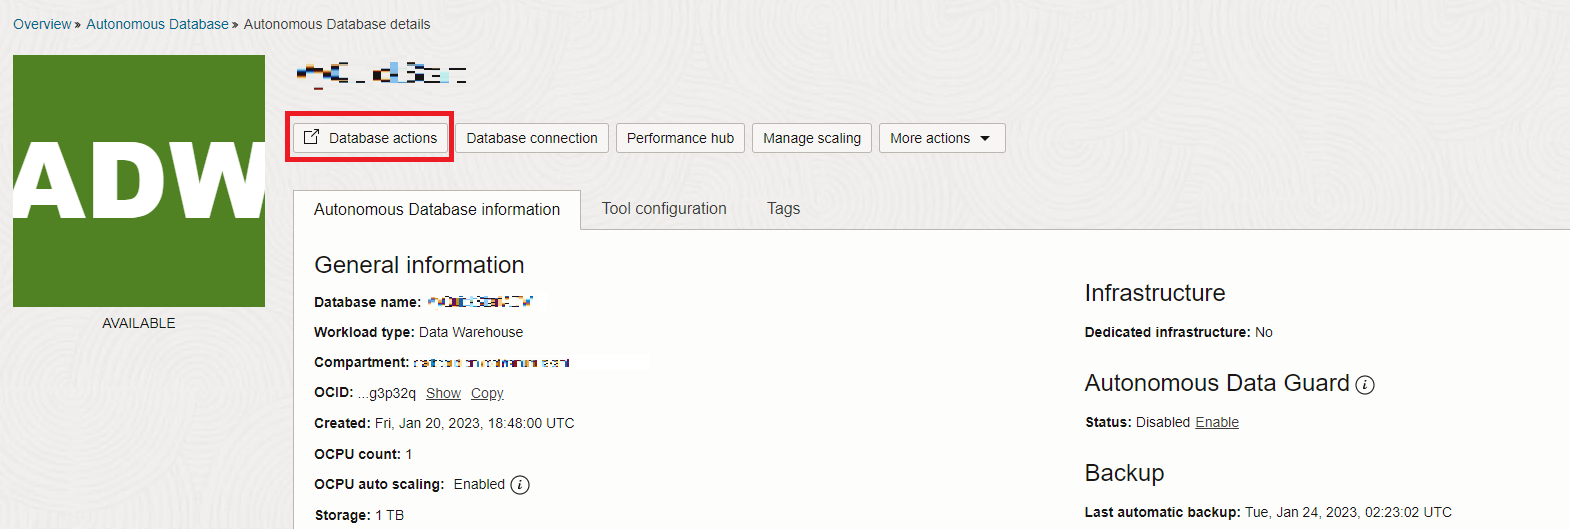 Overview » Autonomous Database » Autonomous Database details
ADW
AVAILABLE
Database actions Database connection Performance hub Manage scaling More actions
Autonomous Database information Tool configuration Tags
General information
Database name:
Workload type: Data Warehouse
Compartment:
OCID: ...g3p32q Show Copy
Created: Fri, Jan 20, 2023, 18:48:00 UTC
OCPU count: 1
OCPU auto scaling: Enabled
Storage: 1 TB
Infrastructure
Dedicated infrastructure: No
Autonomous Data Guard
Status: Disabled Enable
Backup
Last automatic backup: Tue, Jan 24, 2023, 02:23:02 UTC